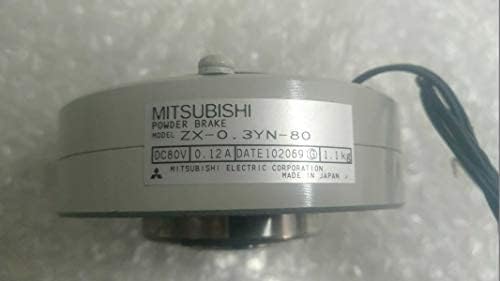 MITSUBISHI
POWDER BRAKE
MODEL ZX-0.3YN-80
DC80V 0.12A DATE102069 G 1.1kg
MITSUBISHI ELECTRIC CORPORATION
MADE IN JAPAN